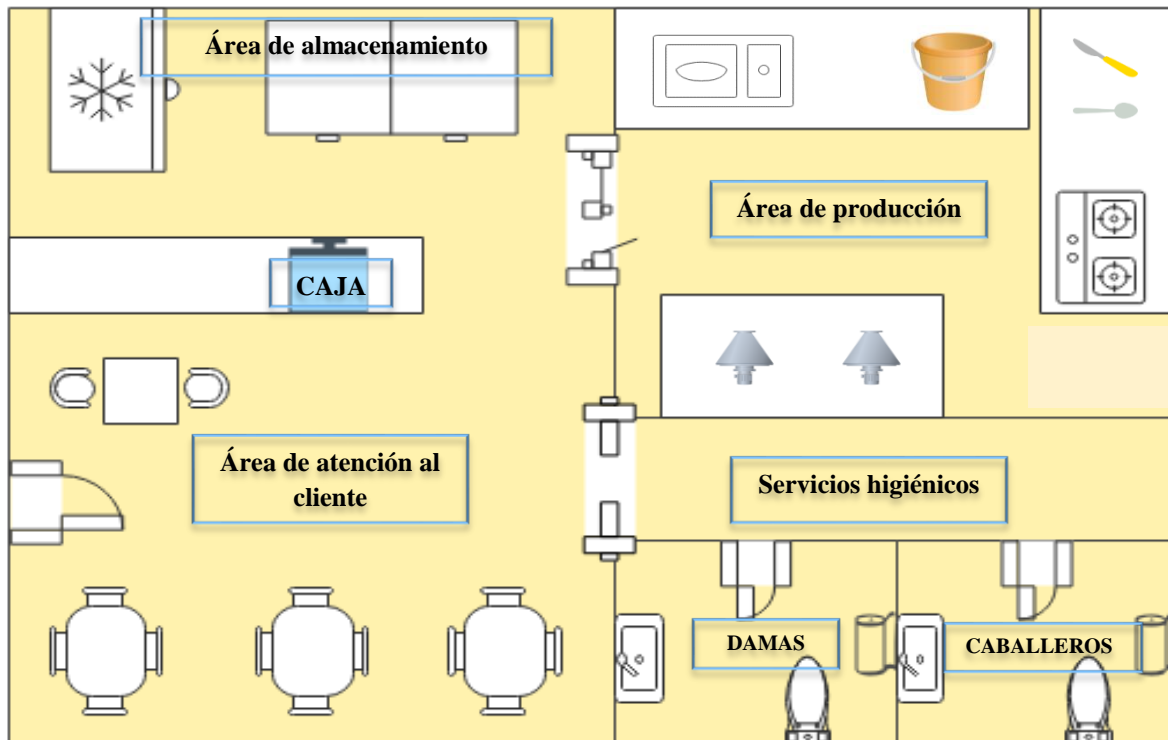 Área de almacenamiento
Área de producción
CAJA
Área de atención al
cliente
Servicios higiénicos
DAMAS
CABALLEROS